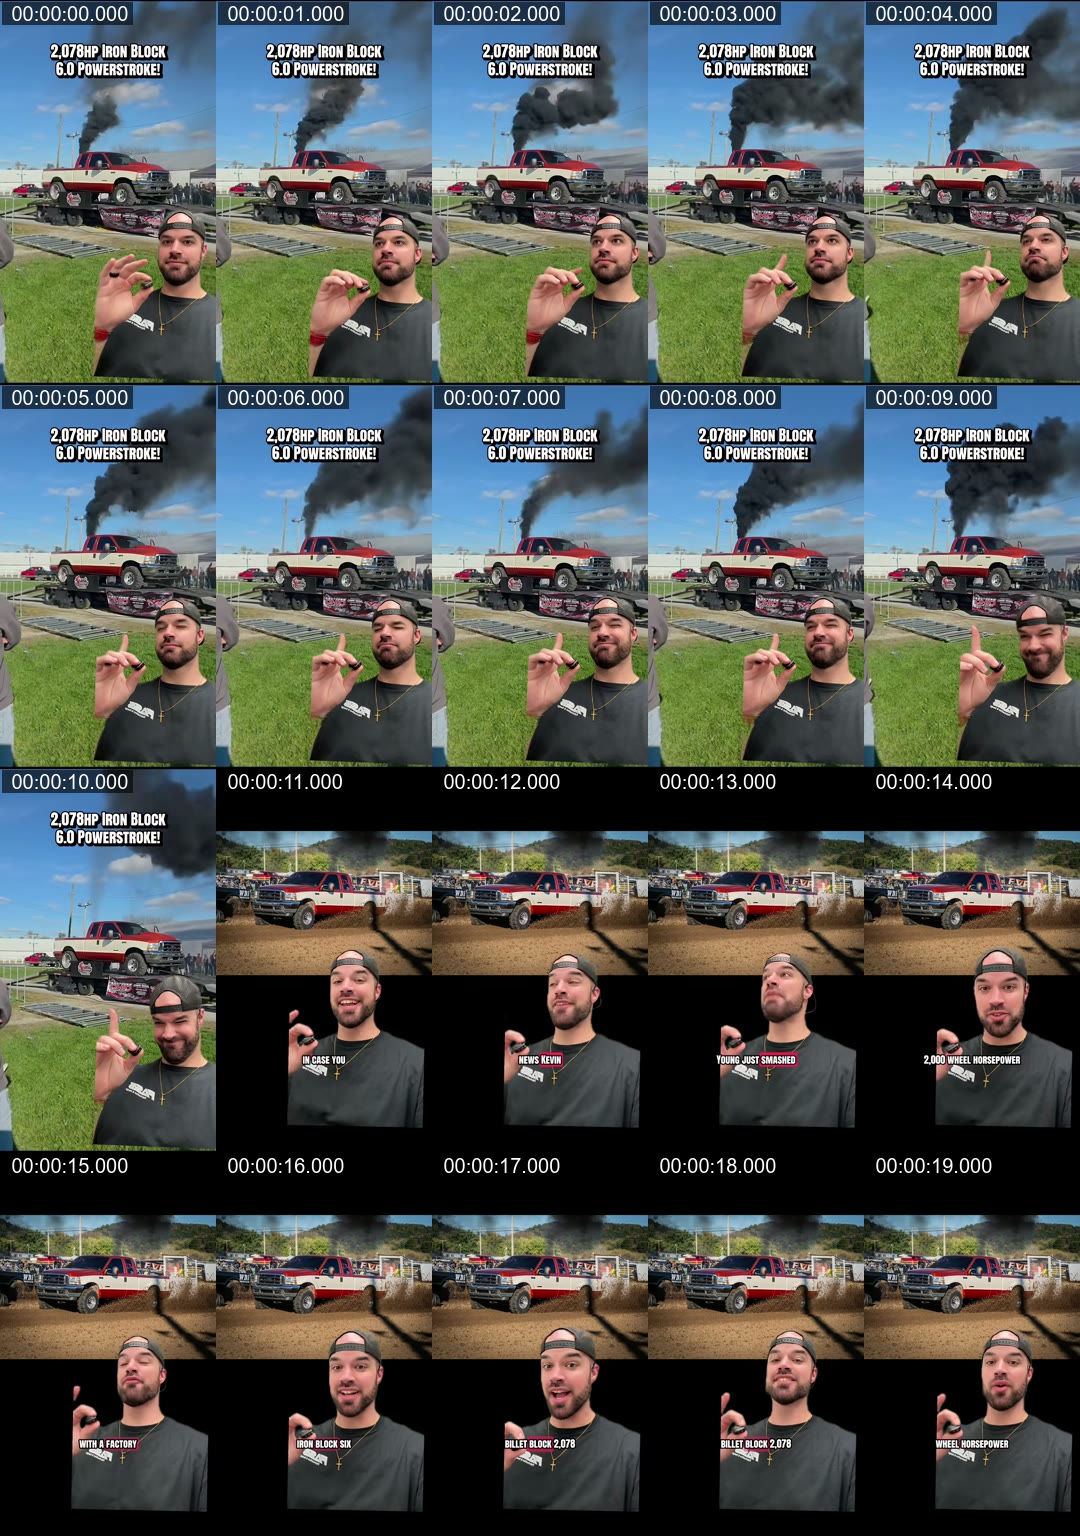 00:00:00.000
00:00:01.000
00:00:02.000
00:00:03.000
00:00:04.000
2,078HP IRON BLOCK
6.0 POWERSTROKE!
2,078HP IRON BLOCK
6.0 POWERSTROKE!
2,078HP IRON BLOCK
6.0 POWERSTROKE!
2,078HP IRON BLOCK
6.0 POWERSTROKE!
2,078HP IRON BLOCK
6.0 POWERSTROKE!
00:00:05.000
00:00:06.000
00:00:07.000
00:00:08.000
00:00:09.000
2,078HP IRON BLOCK
6.0 POWERSTROKE!
2,078HP IRON BLOCK
6.0 POWERSTROKE!
2,078HP IRON BLOCK
6.0 POWERSTROKE!
2,078HP IRON BLOCK
6.0 POWERSTROKE!
2,078HP IRON BLOCK
6.0 POWERSTROKE!
00:00:10.000
00:00:11.000
00:00:12.000
00:00:13.000
00:00:14.000
2,078HP IRON BLOCK
6.0 POWERSTROKE!
IN CASE YOU
NEWS KEVIN
YOUNG JUST SMASHED
2,000 WHEEL HORSEPOWER
00:00:15.000
00:00:16.000
00:00:17.000
00:00:18.000
00:00:19.000
WITH A FACTORY
IRON BLOCK SIX
BILLET BLOCK 2,078
BILLET BLOCK 2,078
WHEEL HORSEPOWER